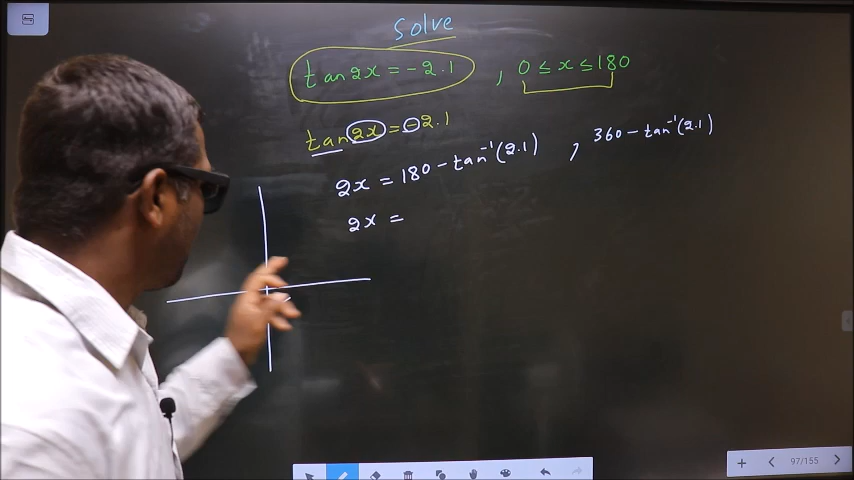 Solve
tan2x = -2.1 , 0 ≤ x ≤ 180
tan2x = -2.1
2x = 180 - tan⁻¹(2.1) , 360 - tan⁻¹(2.1)
2x =
97/155